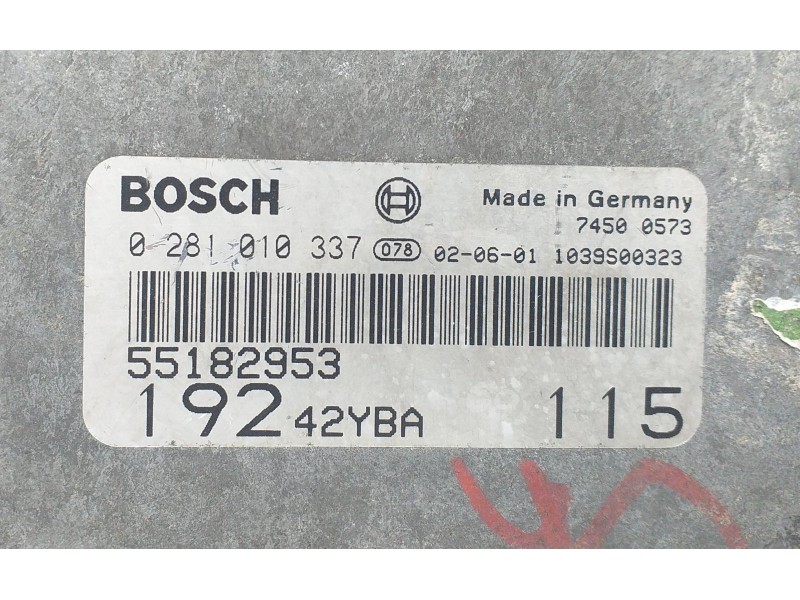 BOSCH Made in Germany
7450 0573
0 281 010 337 078 02-06-01 1039S00323
55182953
192 42YBA 115